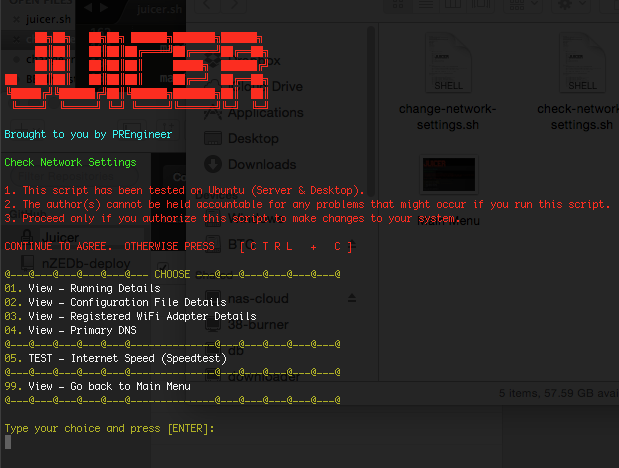 juicer.sh
JUICER
Brought to you by PREngineer
Check Network Settings
1. This script has been tested on Ubuntu (Server & Desktop).
2. The author(s) cannot be held accountable for any problems that might occur if you run this script.
3. Proceed only if you authorize this script to make changes to your system.
CONTINUE TO AGREE. OTHERWISE PRESS [ C T R L + C ]
@---@---@---@---@---@--- CHOOSE ---@---@---@---@---@---@
01. View - Running Details
02. View - Configuration File Details
03. View - Registered WiFi Adapter Details
04. View - Primary DNS
@---@---@---@---@---@---@---@---@---@---@---@---@---@---@
05. TEST - Internet Speed (Speedtest)
@---@---@---@---@---@---@---@---@---@---@---@---@---@---@
99. View - Go back to Main Menu
@---@---@---@---@---@---@---@---@---@---@---@---@---@---@
Type your choice and press [ENTER]:
SHELL
SHELL
change-network-settings.sh
check-network-settings.sh
Drive
Applications
Desktop
Downloads
Juicer
nZEDb-deploy
nas-cloud
38-burner
db
downloader
5 items, 57.59 GB